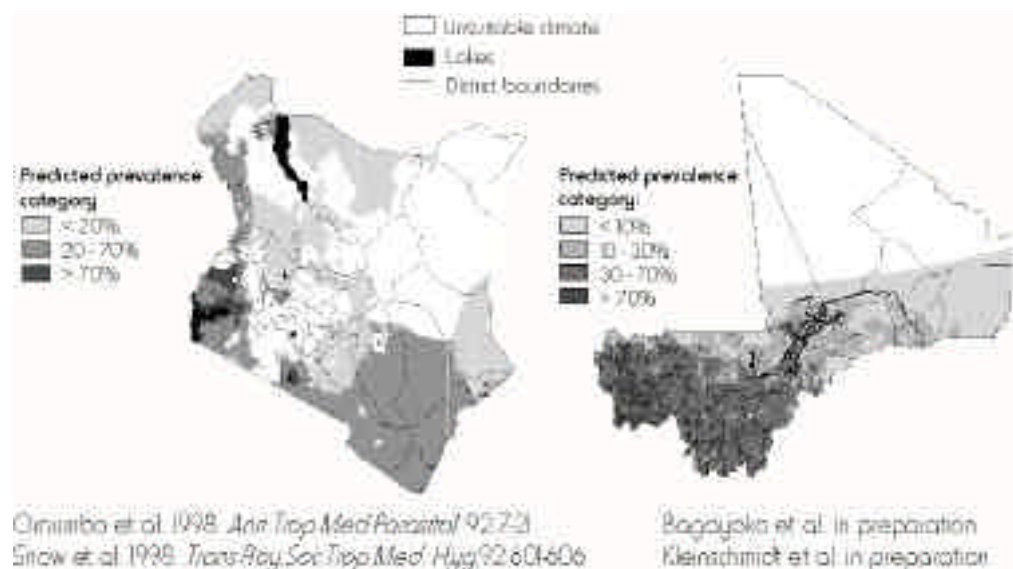 Unsuitable climate
Lakes
District boundaries
Predicted prevalence
category
< 20%
20 - 70%
> 70%
Predicted prevalence
category:
< 10%
10 - 30%
30 - 70%
> 70%
Omumbo et al. 1998. Ann Trop Med Parasitol 92:7-21
Snow et al. 1998. Trans Roy Soc Trop Med. Hyg 92:601-606
Bagayoko et al. in preparation
Kleinschmidt et al. in preparation